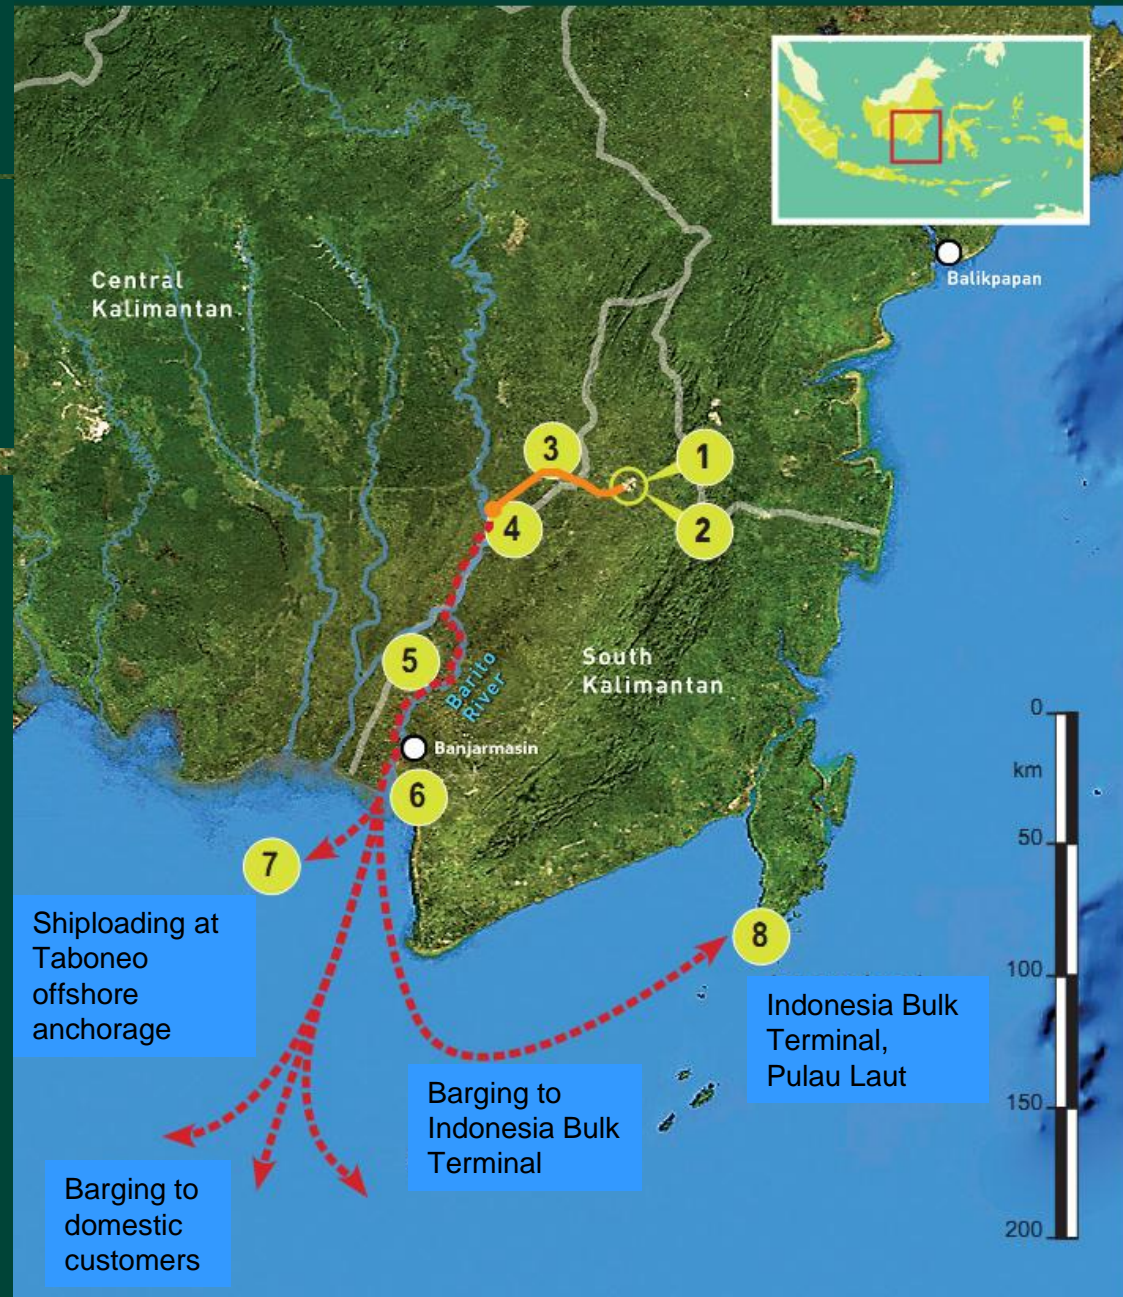 Balikpapan
Central
Kalimantan
3
1
4
2
5
Barito
River
South
Kalimantan
Banjarmasin
6
7
8
0
km
50
100
150
200
Shiploading at
Taboneo
offshore
anchorage
Indonesia Bulk
Terminal,
Pulau Laut
Barging to
Indonesia Bulk
Terminal
Barging to
domestic
customers